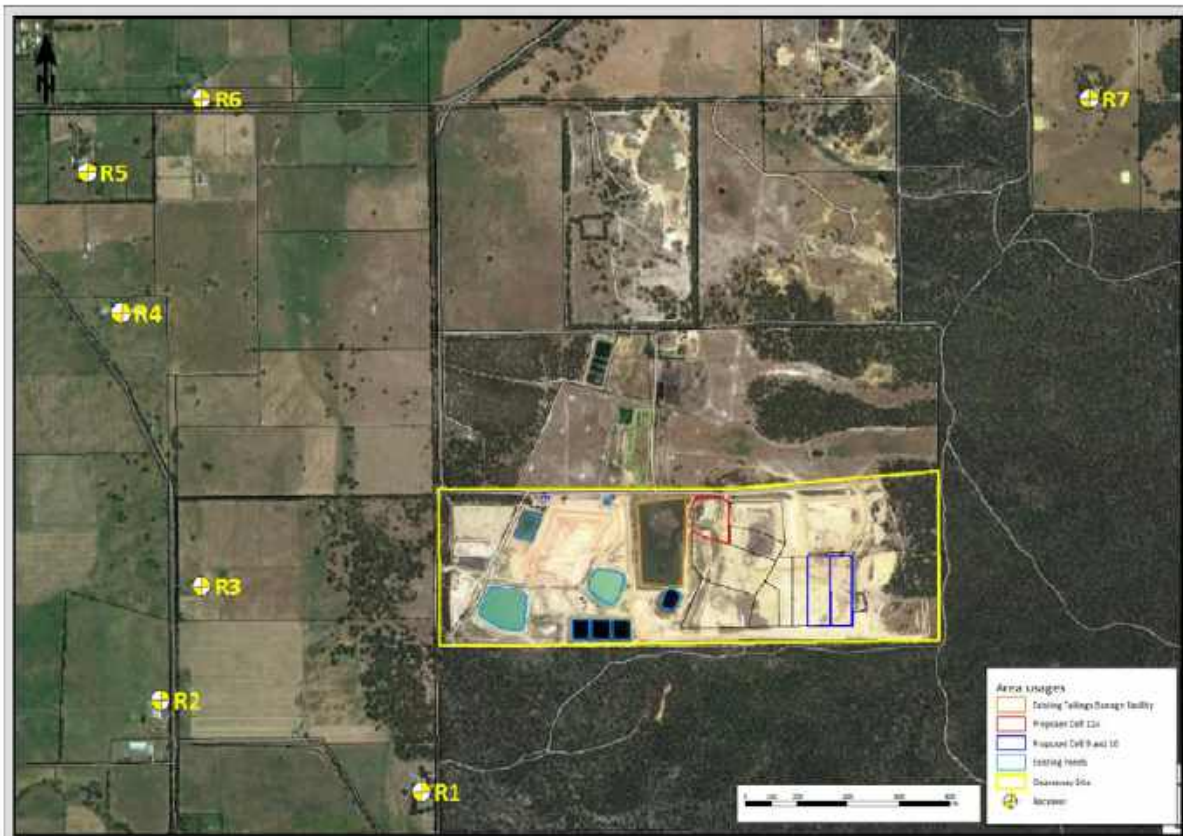 R6
R7
R5
R4
R3
R2
R1
Area usages
Existing Tailings Storage Facility
Proposed Cell
Proposed Cell 9 and 10
Existing Ponds
Site
Receiver